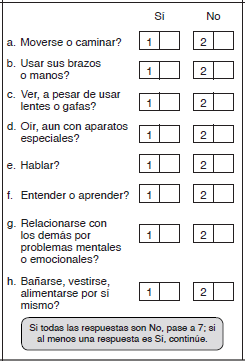 Sí No
a. Moverse o caminar? 1 2
b. Usar sus brazos
o manos? 1 2
c. Ver, a pesar de usar
lentes o gafas? 1 2
d. Oir, aun con aparatos
especiales? 1 2
e. Hablar? 1 2
f. Entender o aprender? 1 2
g. Relacionarse con
los demás por
problemas mentales
o emocionales? 1 2
h. Bañarse, vestirse,
alimentarse por sí
mismo? 1 2
Si todas las respuestas son No, pase a 7; si
al menos una respuesta es Sí, continúe.